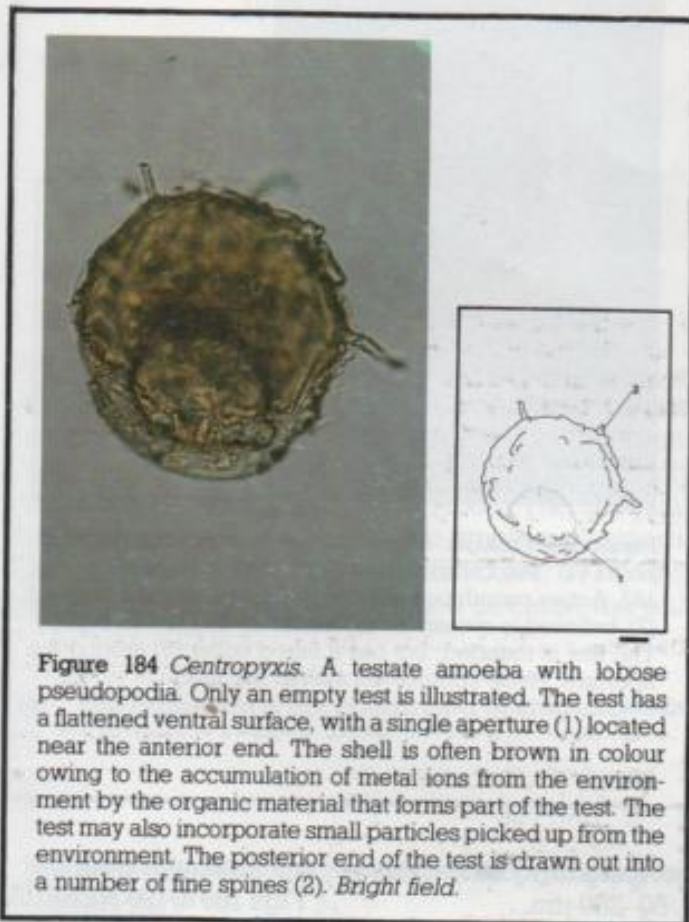 2
1
Figure 184 Centropyxis. A testate amoeba with lobose
pseudopodia. Only an empty test is illustrated. The test has
a flattened ventral surface, with a single aperture (1) located
near the anterior end. The shell is often brown in colour
owing to the accumulation of metal ions from the environ-
ment by the organic material that forms part of the test. The
test may also incorporate small particles picked up from the
environment. The posterior end of the test is drawn out into
a number of fine spines (2). Bright field.